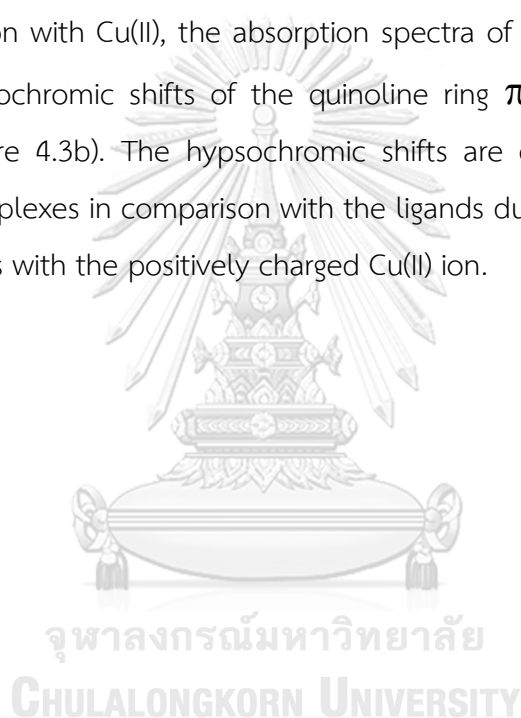 on with Cu(II), the absorption spectra of
ochromic shifts of the quinoline ring π
re 4.3b). The hypsochromic shifts are
plexes in comparison with the ligands du
s with the positively charged Cu(II) ion.
จุฬาลงกรณ์มหาวิทยาลัย
CHULALONGKORN UNIVERSITY